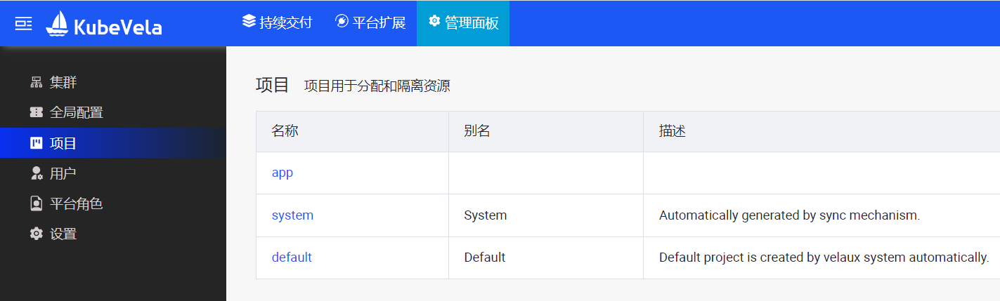 KubeVela 持续交付 平台扩展 管理面板
集群
全局配置
项目
用户
平台角色
设置
项目 项目用于分配和隔离资源
名称 别名 描述
app
system System Automatically generated by sync mechanism.
default Default Default project is created by velaux system automatically.